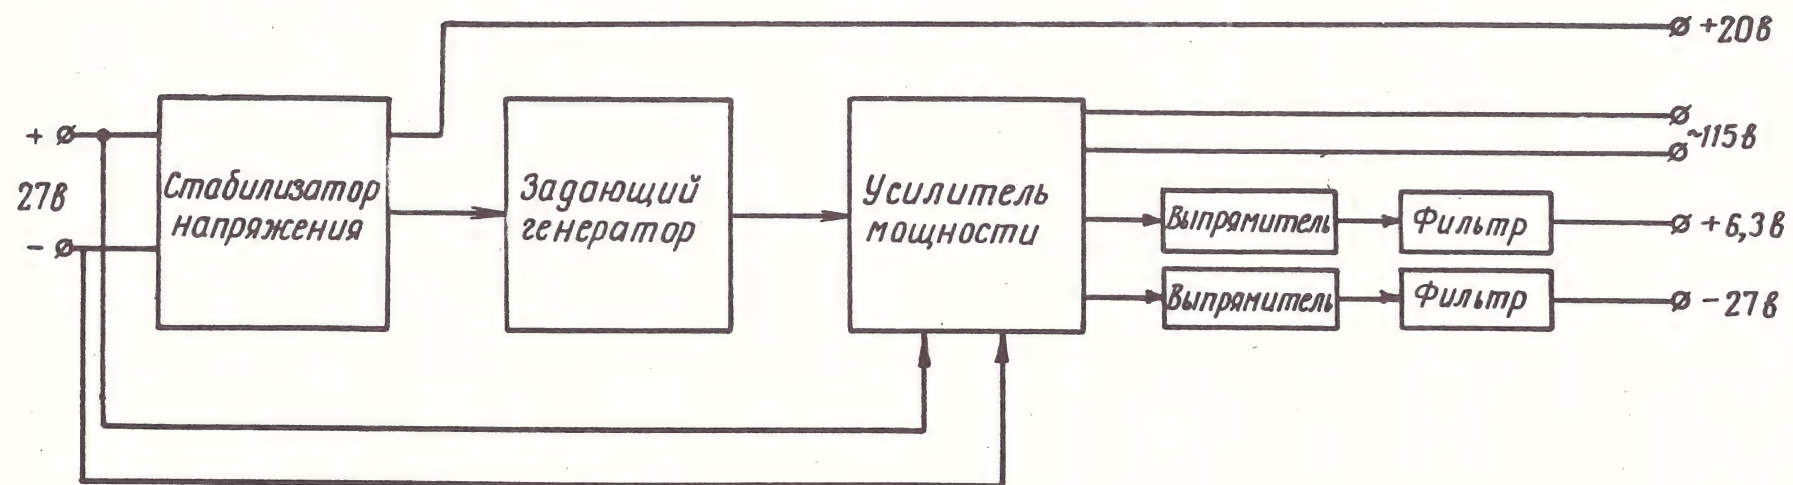 +20в
+
27в
-
Стабилизатор
напряжения
Задающий
генератор
Усилитель
мощности
~115в
Выпрямитель
Фильтр
+6,3в
Выпрямитель
Фильтр
-27в